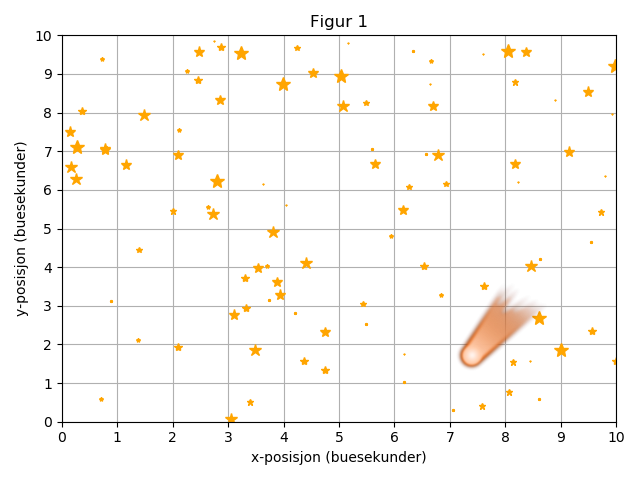 Figur 1
10
9
8
7
6
5
4
3
2
1
0
y-posisjon (buesekunder)
0 1 2 3 4 5 6 7 8 9 10
x-posisjon (buesekunder)